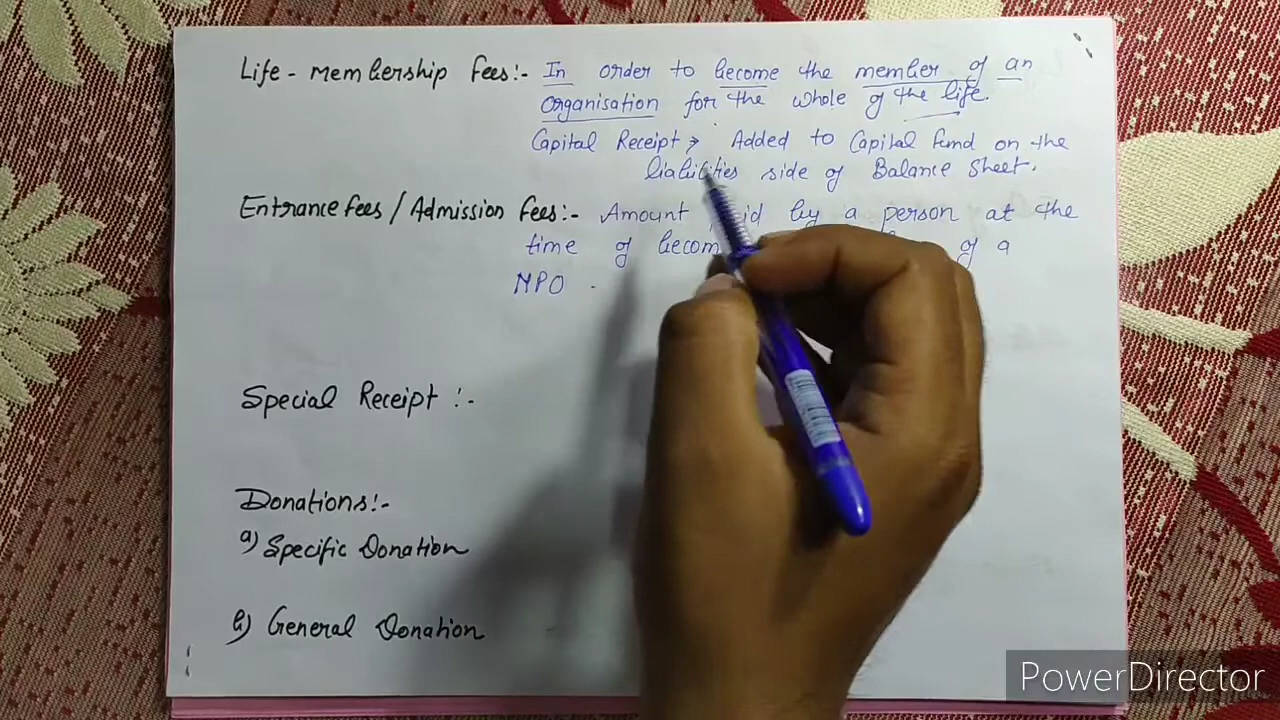 Life - Membership fees:- In order to become the member of an
organisation for the whole of the life.
Capital Receipt → Added to Capital fund on the
liabilities side of Balance Sheet.
Entrance fees / Admission fees:- Amount by a person at the
time of of a
NPO.
Special Receipt :-
Donations:-
a) Specific Donation
b) General Donation
PowerDirector